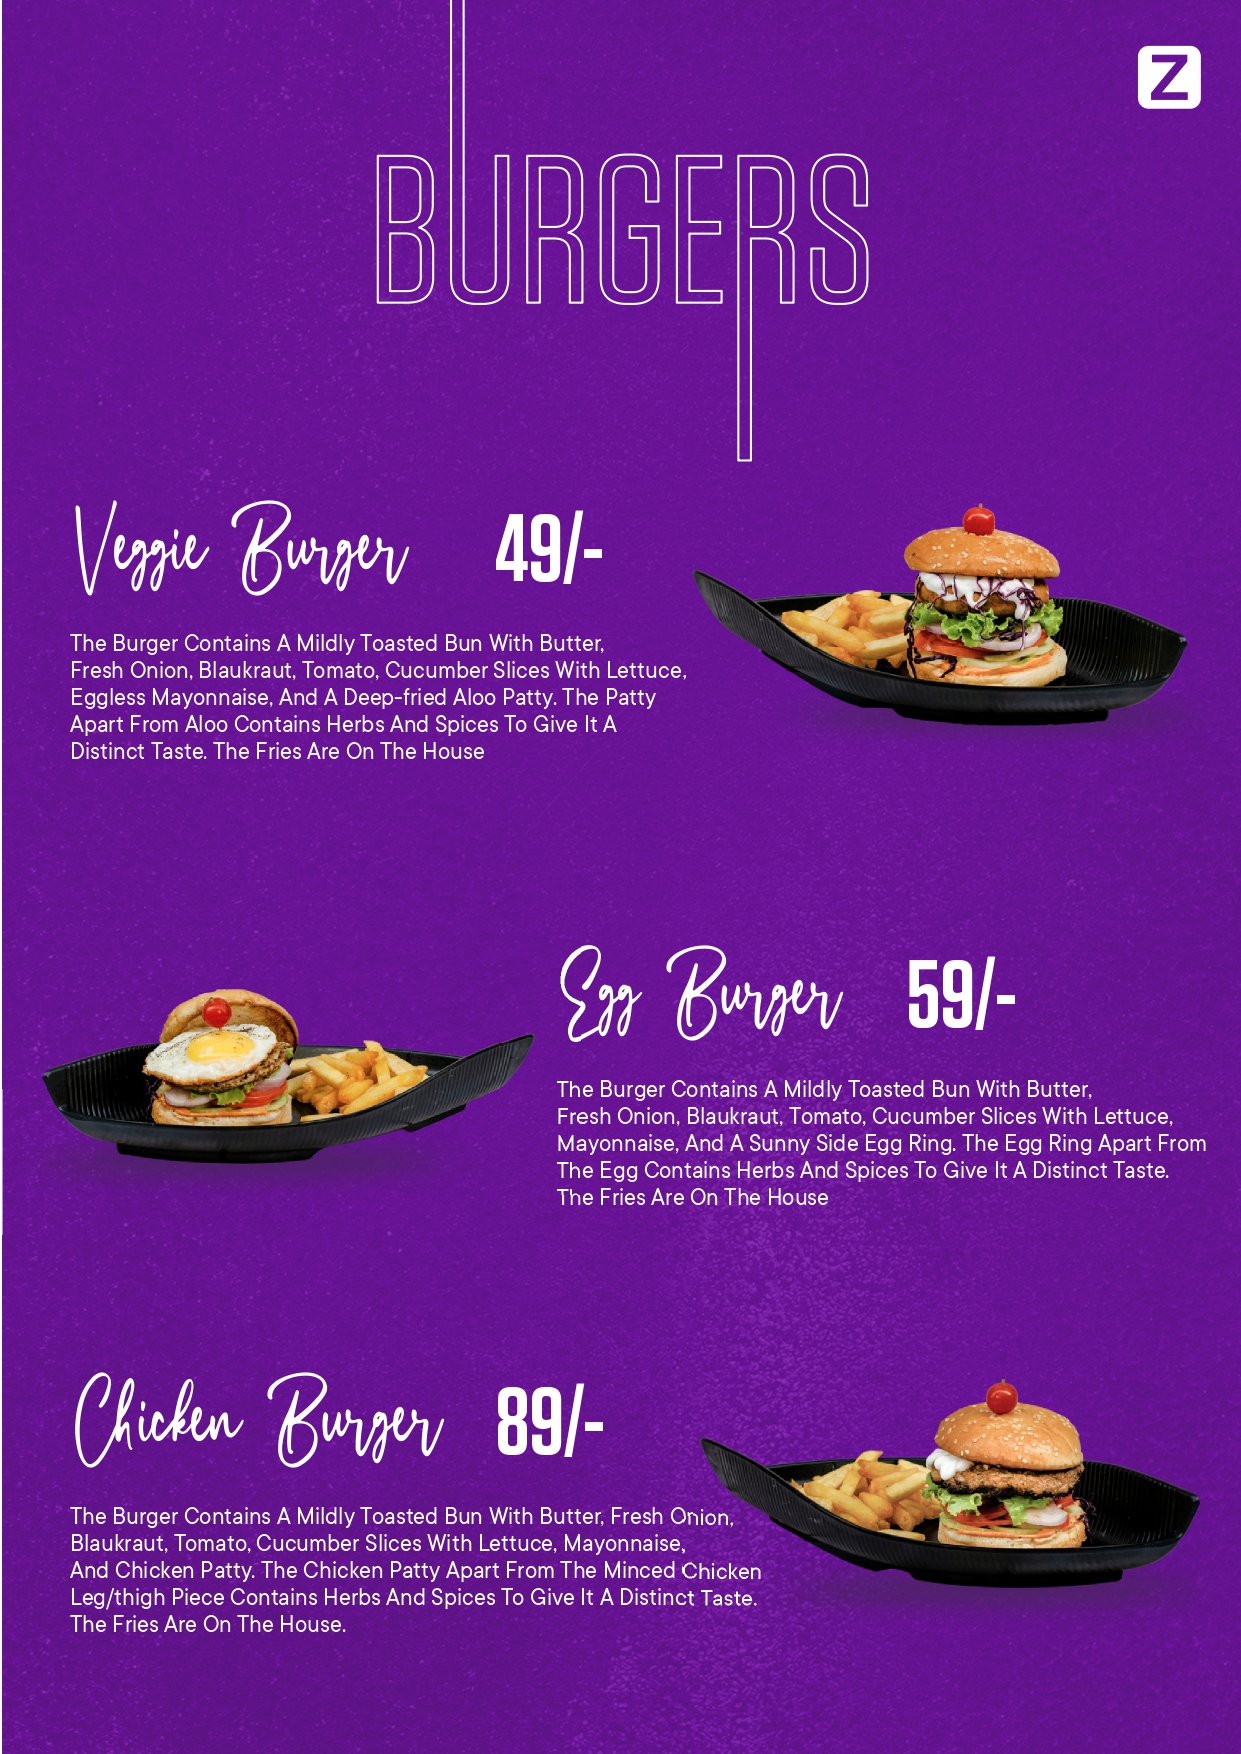 Z
BURGERS
Veggie Burger 49/-
The Burger Contains A Mildly Toasted Bun With Butter,
Fresh Onion, Blaukraut, Tomato, Cucumber Slices With Lettuce,
Eggless Mayonnaise, And A Deep-fried Aloo Patty. The Patty
Apart From Aloo Contains Herbs And Spices To Give It A
Distinct Taste. The Fries Are On The House
Egg Burger 59/-
The Burger Contains A Mildly Toasted Bun With Butter,
Fresh Onion, Blaukraut, Tomato, Cucumber Slices With Lettuce,
Mayonnaise, And A Sunny Side Egg Ring. The Egg Ring Apart From
The Egg Contains Herbs And Spices To Give It A Distinct Taste.
The Fries Are On The House
Chicken Burger 89/-
The Burger Contains A Mildly Toasted Bun With Butter, Fresh Onion,
Blaukraut, Tomato, Cucumber Slices With Lettuce, Mayonnaise,
And Chicken Patty. The Chicken Patty Apart From The Minced Chicken
Leg/thigh Piece Contains Herbs And Spices To Give It A Distinct Taste.
The Fries Are On The House.